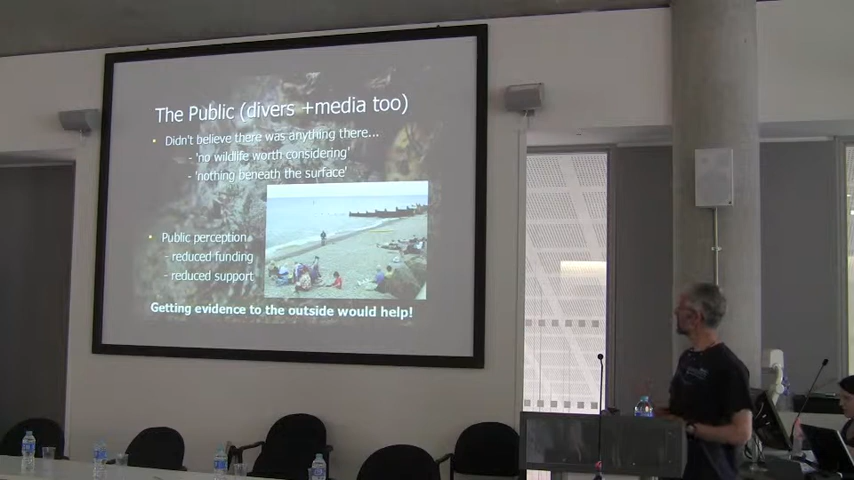 The Public (divers +media too)
• Didn't believe there was anything there...
- 'no wildlife worth considering'
- 'nothing beneath the surface'
• Public perception
- reduced funding
- reduced support
Getting evidence to the outside would help!